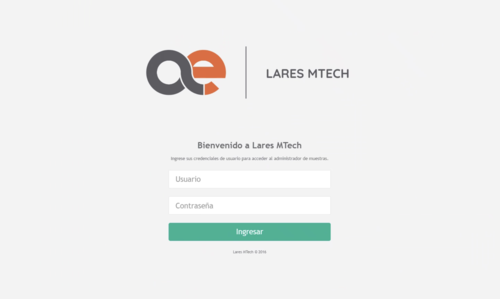 LARES MTECH
Bienvenido a Lares MTech
Ingrese sus credenciales de usuario para acceder al administrador de muestras.
Usuario
Contraseña
Ingresar
Lares MTech © 2016